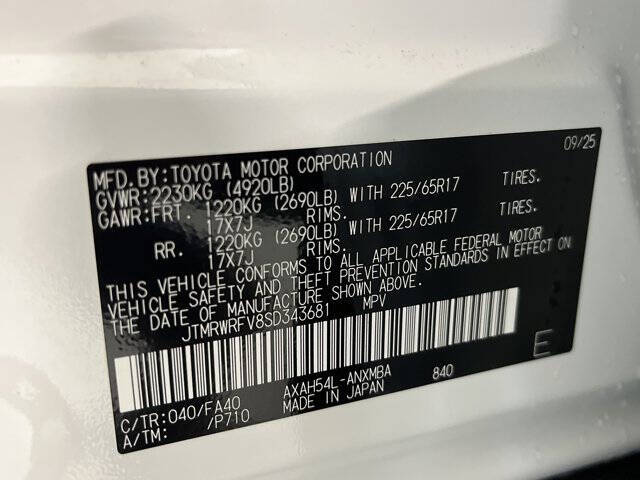 09/25
MFD.BY:TOYOTA MOTOR CORPORATION
GVWR:2230KG (4920LB)
GAWR:FRT. 1220KG (2690LB) WITH 225/65R17 TIRES.
17X7J RIMS.
RR. 1220KG (2690LB) WITH 225/65R17 TIRES.
17X7J RIMS.
THIS VEHICLE CONFORMS TO ALL APPLICABLE FEDERAL MOTOR
VEHICLE SAFETY AND THEFT PREVENTION STANDARDS IN EFFECT ON
THE DATE OF MANUFACTURE SHOWN ABOVE.
JTMRWRFV8SD343681 MPV
E
C/TR:040/FA40 AXAH54L-ANXMBA 840
A/TM: /P710 MADE IN JAPAN